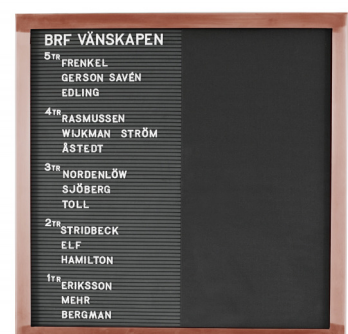 BRF VÄNSKAPEN
5TR FRENKEL
GERSON SAVÉN
EDLING
4TR RASMUSSEN
WIJKMAN STRÖM
ÅSTEDT
3TR NORDENLÖW
SJÖBERG
TOLL
2TR STRIDBECK
ELF
HAMILTON
1TR ERIKSSON
MEHR
BERGMAN